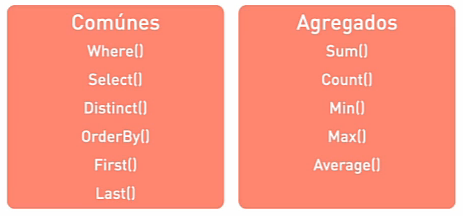 Comúnes
Where()
Select()
Distinct()
OrderBy()
First()
Last()
Agregados
Sum()
Count()
Min()
Max()
Average()